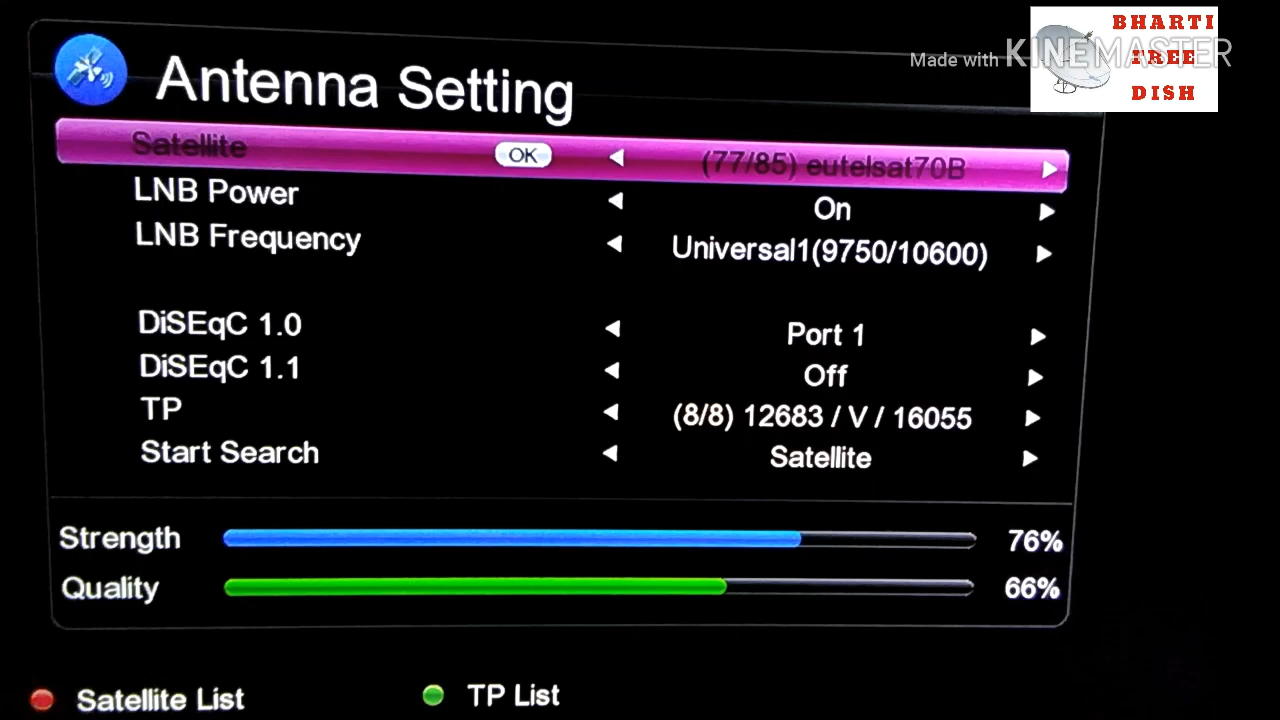 BHARTI
Made with KINEMASTER
FREE
DISH
Antenna Setting
Satellite OK (77/85) eutelsat70B
LNB Power On
LNB Frequency Universal1(9750/10600)
DiSEqC 1.0 Port 1
DiSEqC 1.1 Off
TP (8/8) 12683 / V / 16055
Start Search Satellite
Strength 76%
Quality 66%
Satellite List TP List